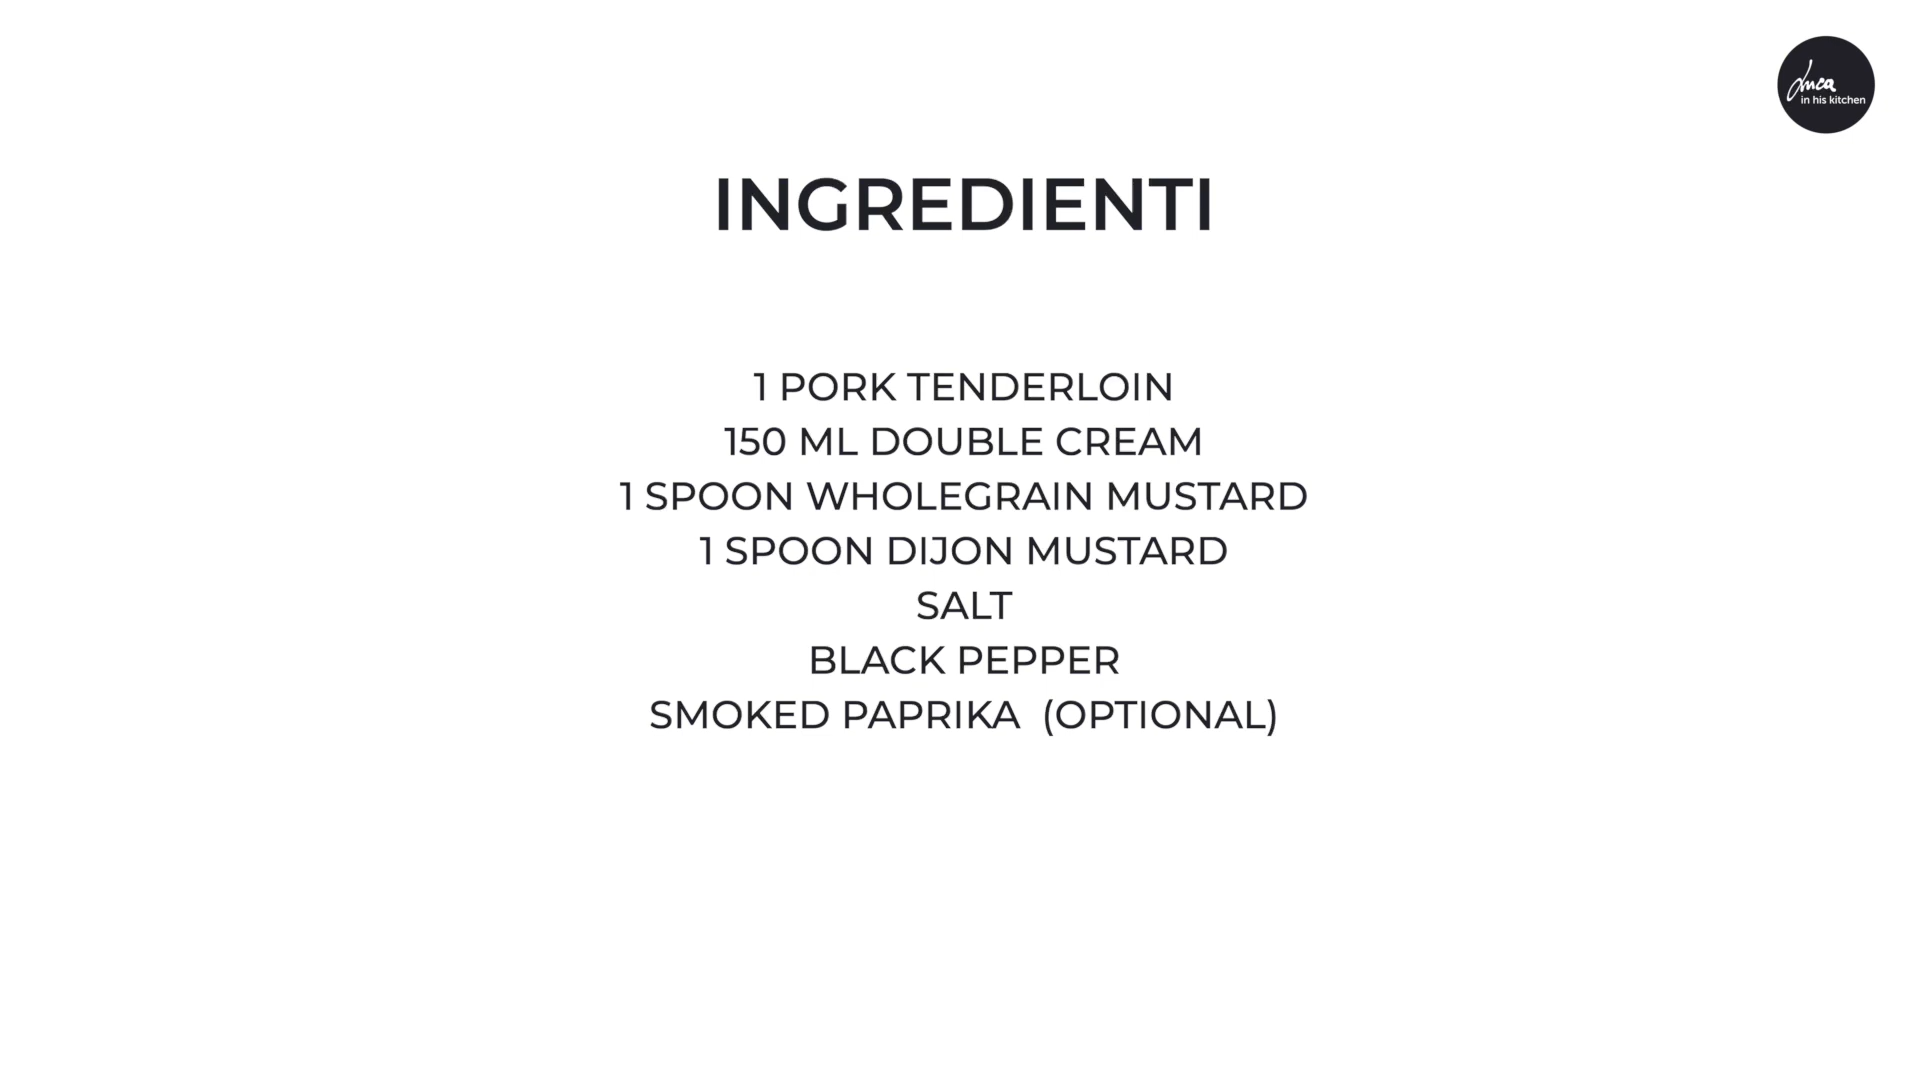 Luca
in his kitchen
INGREDIENTI
1 PORK TENDERLOIN
150 ML DOUBLE CREAM
1 SPOON WHOLEGRAIN MUSTARD
1 SPOON DIJON MUSTARD
SALT
BLACK PEPPER
SMOKED PAPRIKA  (OPTIONAL)